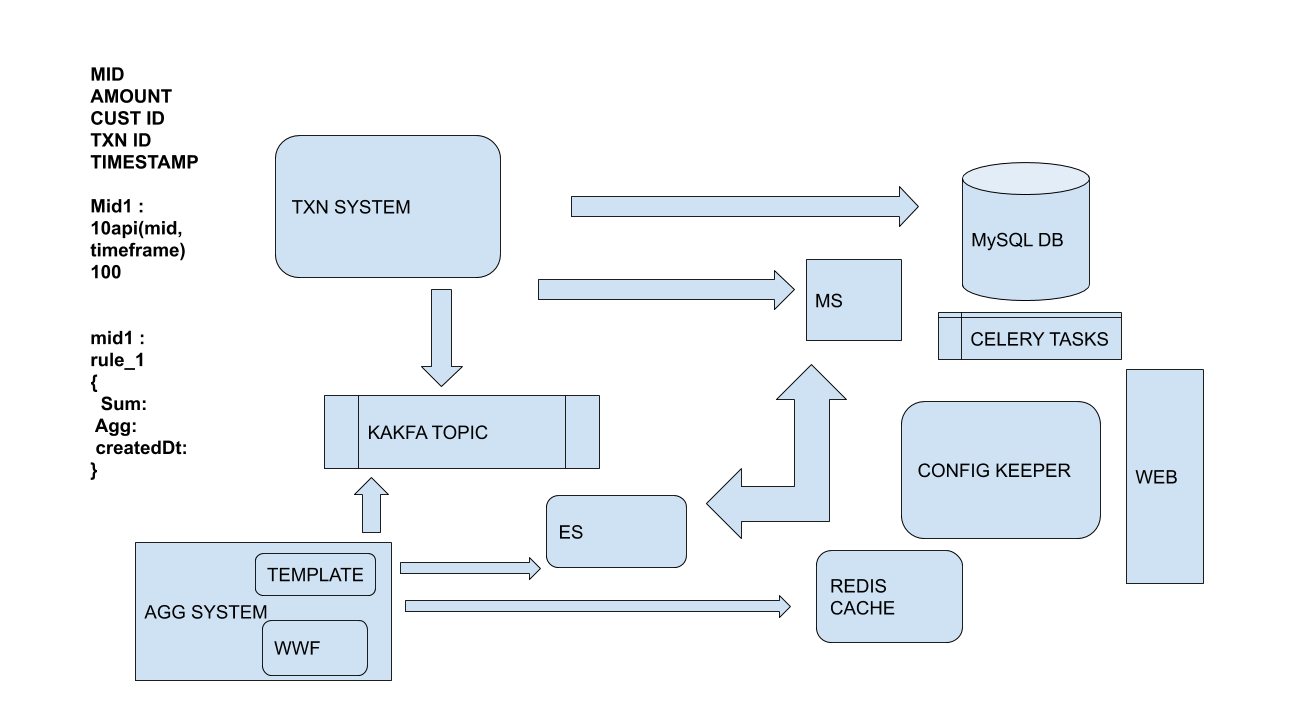 MID
AMOUNT
CUST ID
TXN ID
TIMESTAMP
Mid1 :
10api(mid,
timeframe)
100
mid1 :
rule_1
{
Sum:
Agg:
createdDt:
}
TXN SYSTEM
MySQL DB
MS
CELERY TASKS
KAKFA TOPIC
CONFIG KEEPER
WEB
ES
TEMPLATE
AGG SYSTEM
WWF
REDIS
CACHE